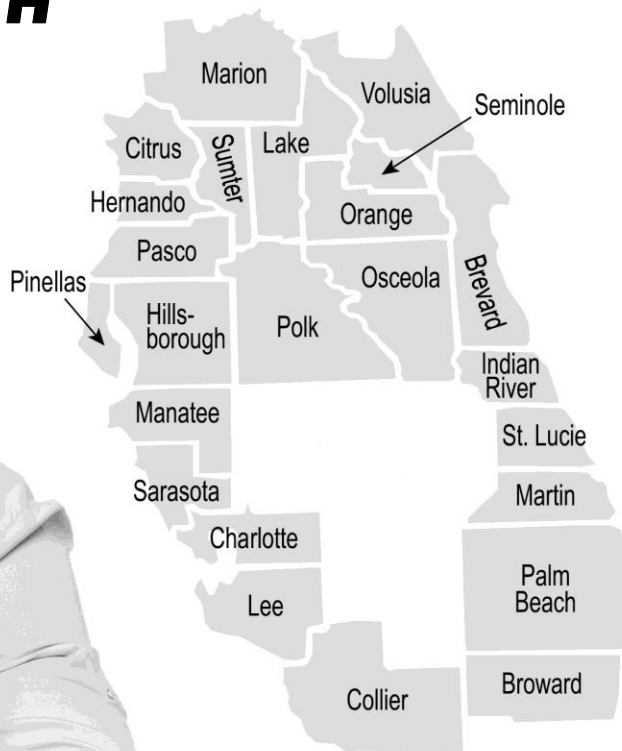 H
Marion
Volusia
Seminole
Citrus
Sumter
Lake
Hernando
Orange
Pasco
Osceola
Brevard
Pinellas
Hills-
borough
Polk
Indian
River
Manatee
St. Lucie
Sarasota
Martin
Charlotte
Palm
Beach
Lee
Broward
Collier